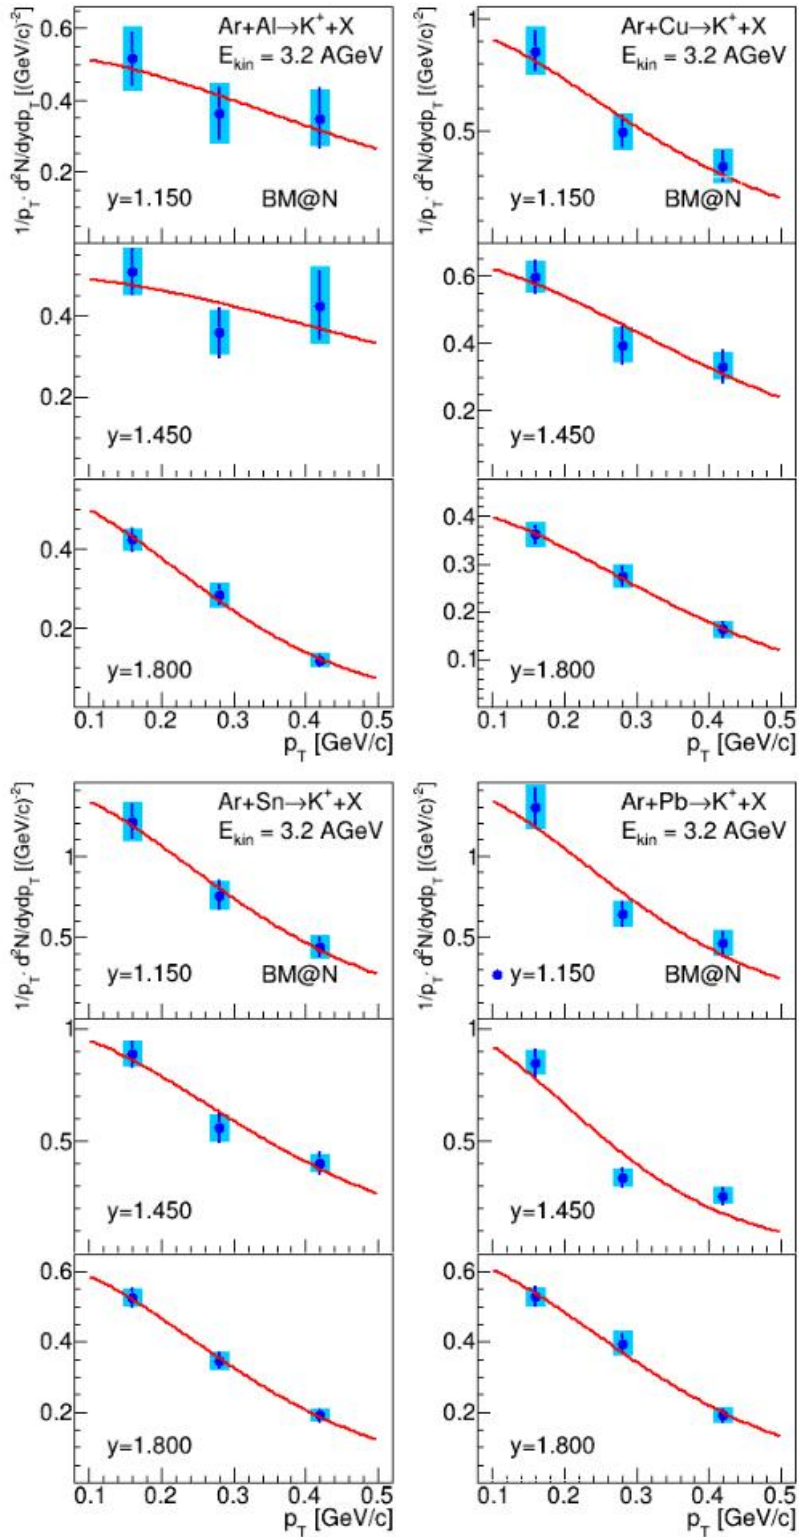 Ar+Al→K⁺+X
E_kin = 3.2 AGeV
1/p_T · d²N/dydp_T [(GeV/c)⁻²]
0.6
0.4
0.2
y=1.150 BM@N
0.4
0.2
y=1.450
0.4
0.2
y=1.800
0.1 0.2 0.3 0.4 0.5
p_T [GeV/c]
Ar+Cu→K⁺+X
E_kin = 3.2 AGeV
1/p_T · d²N/dydp_T [(GeV/c)⁻²]
1
0.5
y=1.150 BM@N
0.6
0.4
0.2
y=1.450
0.4
0.3
0.2
0.1
y=1.800
0.1 0.2 0.3 0.4 0.5
p_T [GeV/c]
Ar+Sn→K⁺+X
E_kin = 3.2 AGeV
1/p_T · d²N/dydp_T [(GeV/c)⁻²]
1
0.5
y=1.150 BM@N
1
0.5
y=1.450
0.6
0.4
0.2
y=1.800
0.1 0.2 0.3 0.4 0.5
p_T [GeV/c]
Ar+Pb→K⁺+X
E_kin = 3.2 AGeV
1/p_T · d²N/dydp_T [(GeV/c)⁻²]
1
0.5
y=1.150 BM@N
1
0.5
y=1.450
0.6
0.4
0.2
y=1.800
0.1 0.2 0.3 0.4 0.5
p_T [GeV/c]